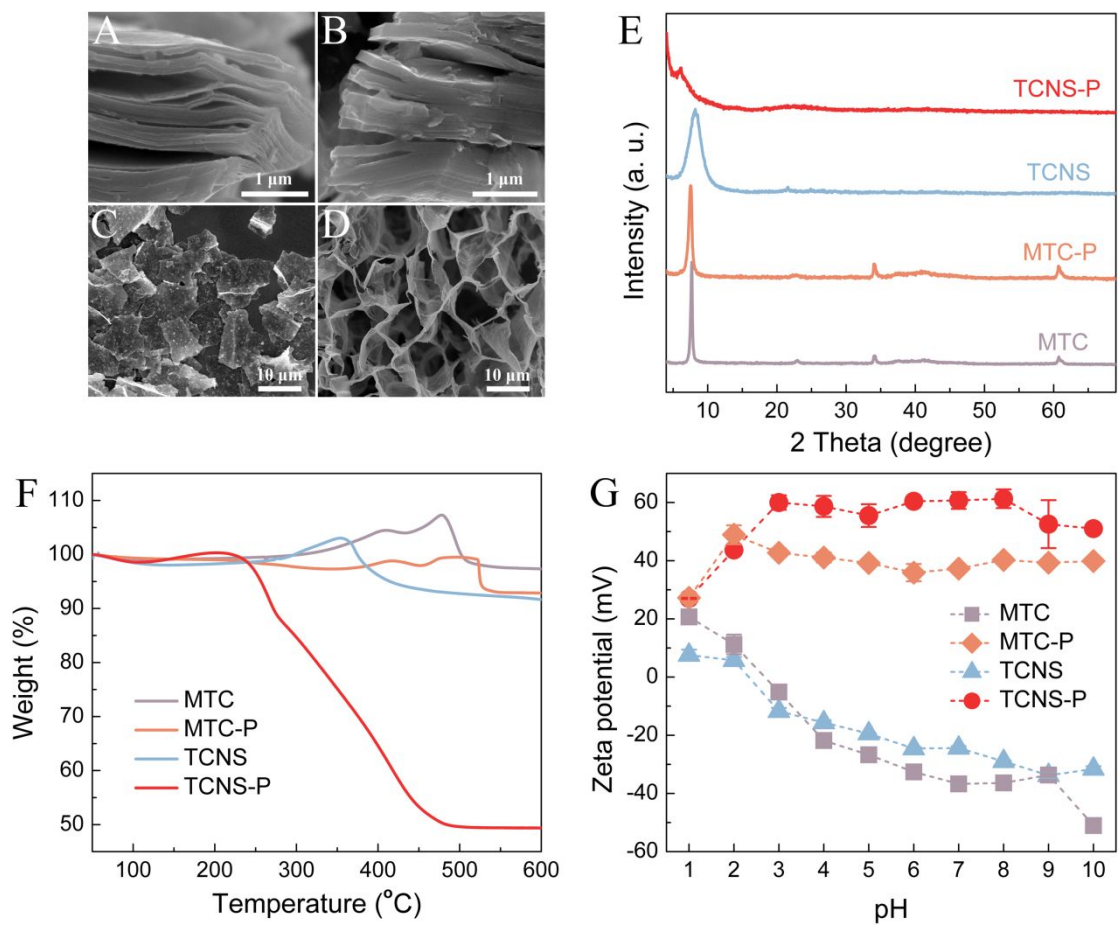 A
B
1 μm
1 μm
C
D
10 μm
10 μm
E
TCNS-P
TCNS
MTC-P
MTC
Intensity (a. u.)
10 20 30 40 50 60
2 Theta (degree)
F
110
100
90
80
70
60
50
Weight (%)
MTC
MTC-P
TCNS
TCNS-P
100 200 300 400 500 600
Temperature (°C)
G
60
40
20
0
-20
-40
-60
Zeta potential (mV)
MTC
MTC-P
TCNS
TCNS-P
1 2 3 4 5 6 7 8 9 10
pH